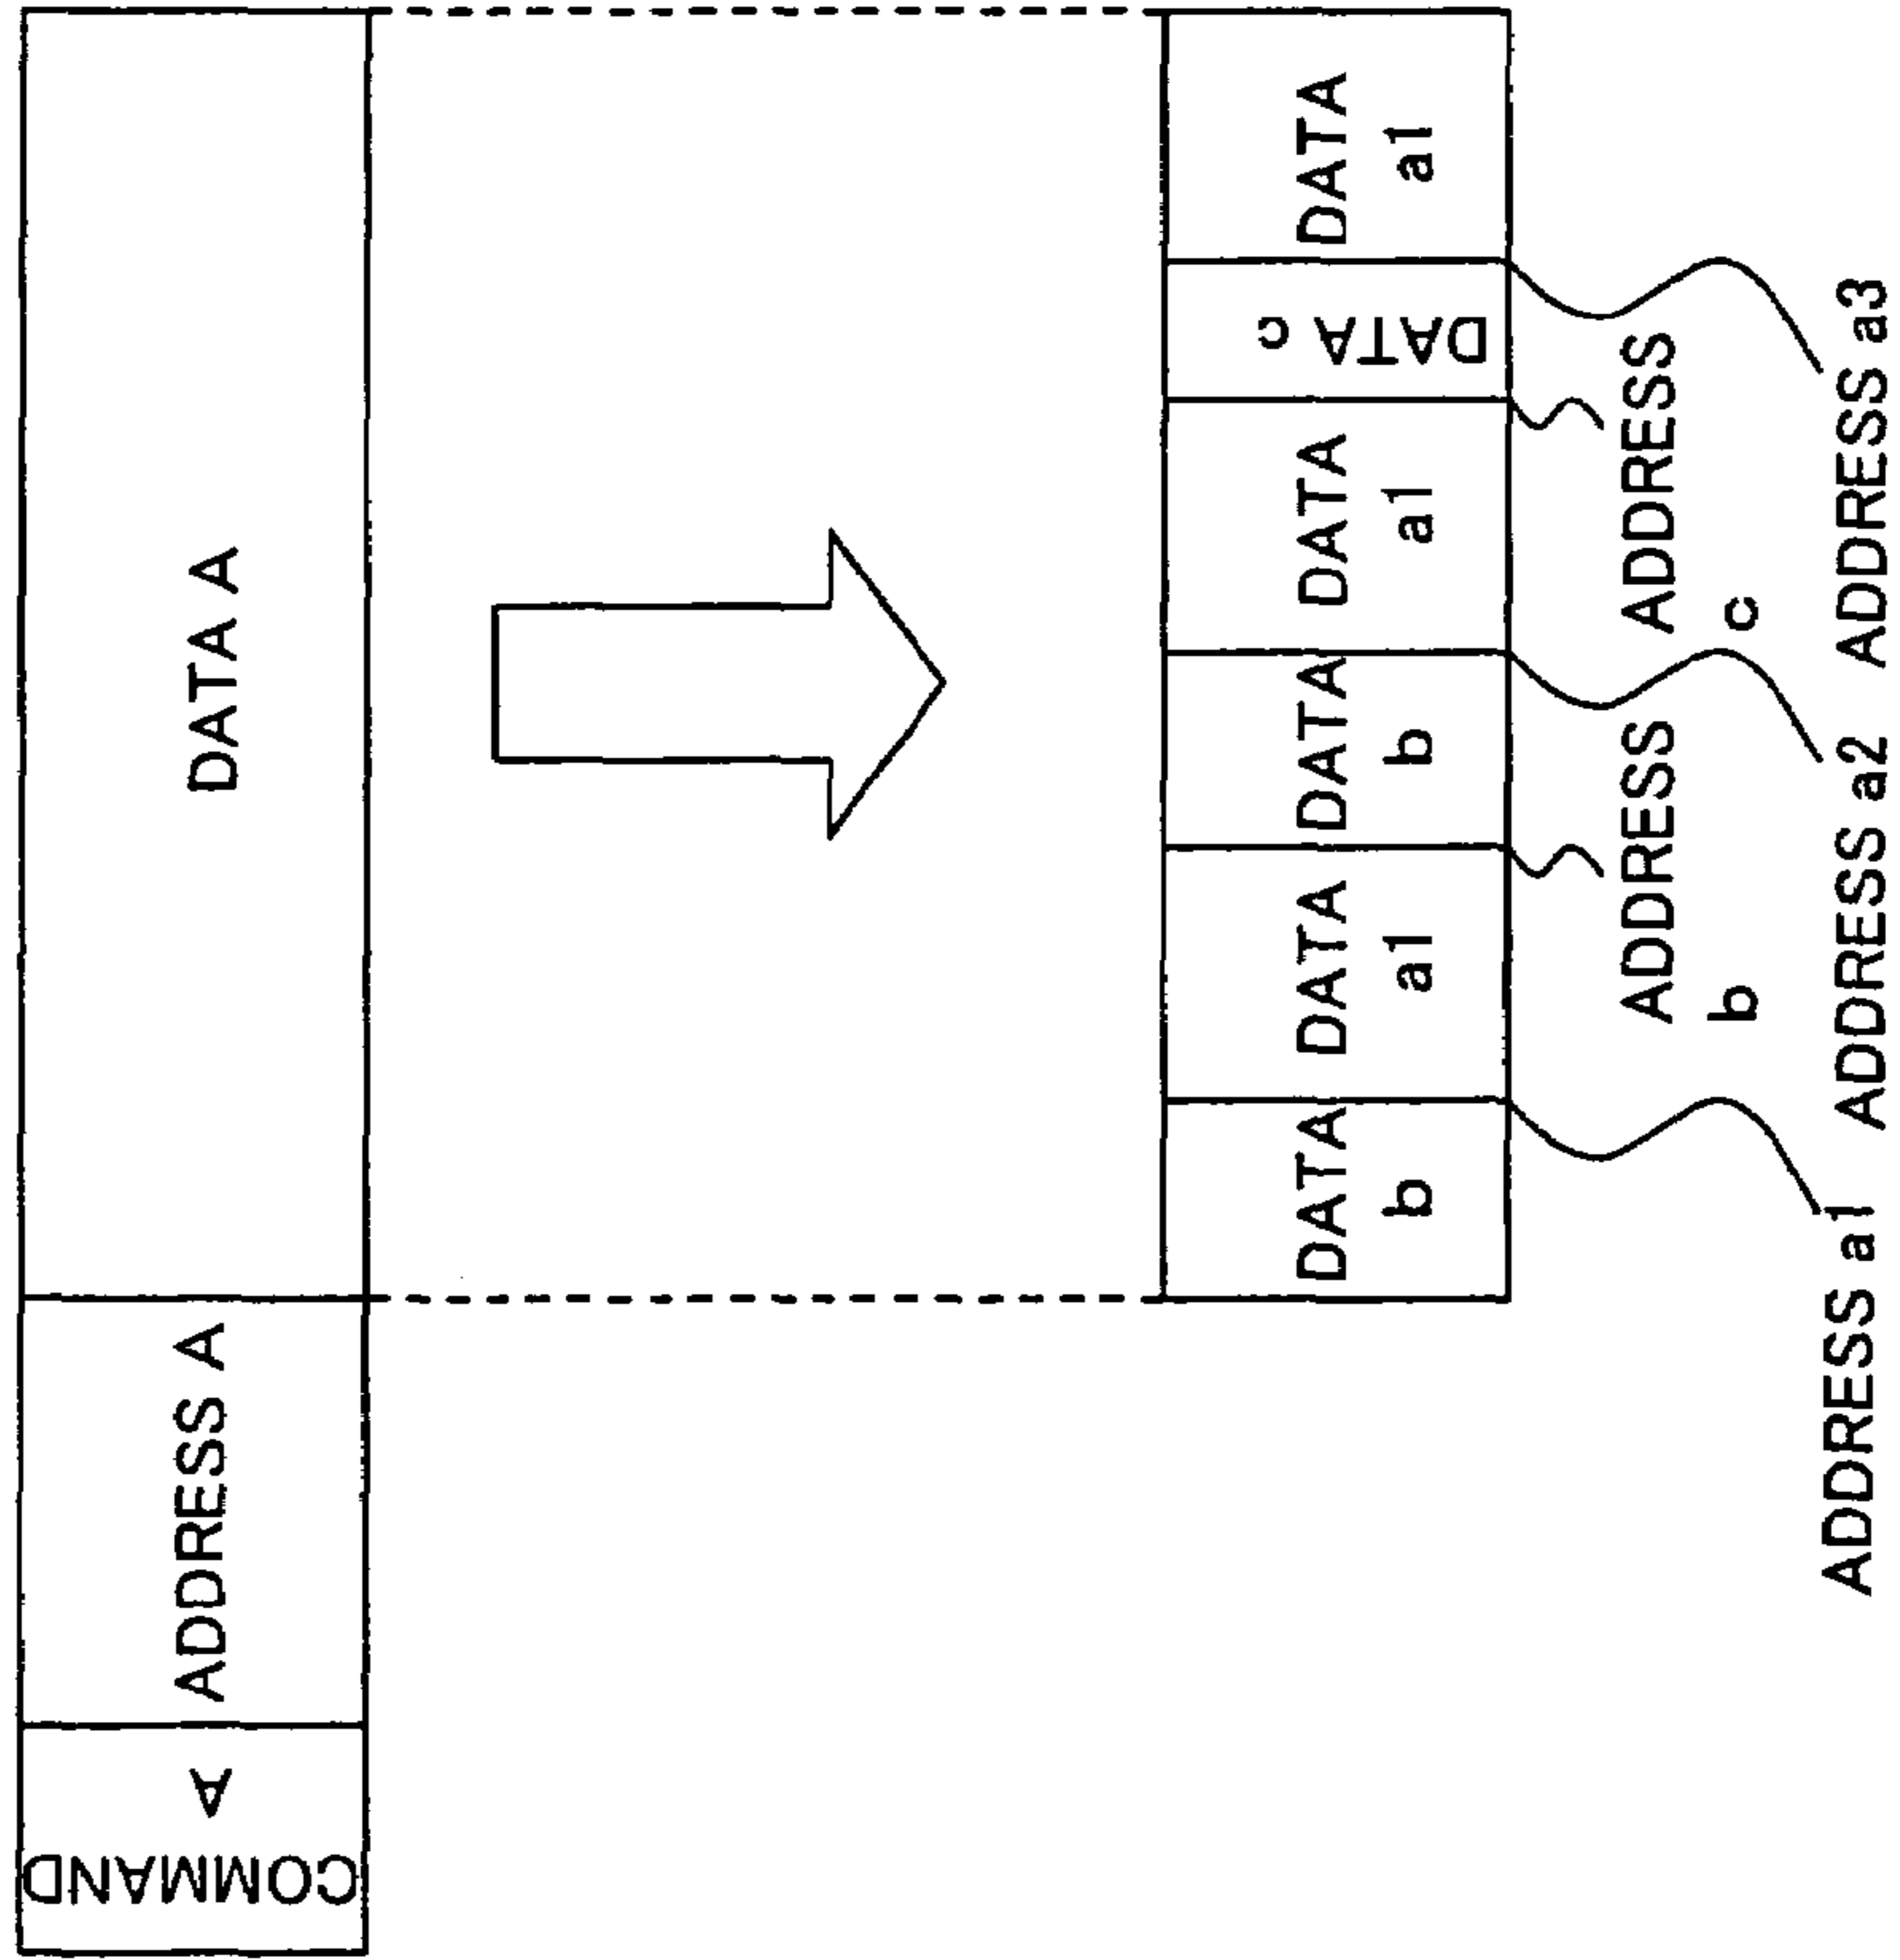 COMMAND
A
ADDRESS A
DATA A
DATA
b
DATA
a1
DATA
b
DATA
a1
DATA c
DATA
a1
ADDRESS
b
ADDRESS
c
ADDRESS a1
ADDRESS a2
ADDRESS a3